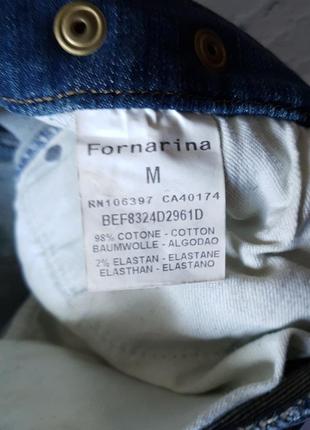 Fornarina
M
RN106397 CA40174
BEF8324D2961D
98% COTONE - COTTON
BAUMWOLLE - ALGODAO
2% ELASTAN - ELASTANE
ELASTHAN - ELASTANO